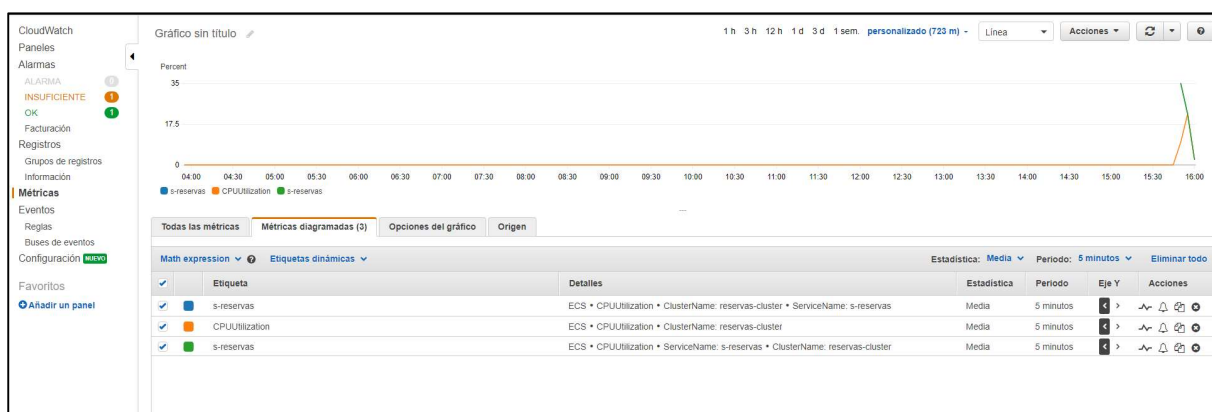 CloudWatch
Paneles
Alarmas
ALARMA 0
INSUFICIENTE 1
OK 1
Facturación
Registros
Grupos de registros
Información
Métricas
Eventos
Reglas
Buses de eventos
Configuración NUEVO
Favoritos
Añadir un panel
Gráfico sin título
1 h 3 h 12 h 1 d 3 d 1 sem. personalizado (723 m) Línea Acciones
Percent
35
17.5
0
04:00 04:30 05:00 05:30 06:00 06:30 07:00 07:30 08:00 08:30 09:00 09:30 10:00 10:30 11:00 11:30 12:00 12:30 13:00 13:30 14:00 14:30 15:00 15:30 16:00
s-reservas CPUUtilization s-reservas
Todas las métricas Métricas diagramadas (3) Opciones del gráfico Origen
Math expression Etiquetas dinámicas Estadística: Media Periodo: 5 minutos Eliminar todo
Etiqueta Detalles Estadística Periodo Eje Y Acciones
s-reservas ECS • CPUUtilization • ClusterName: reservas-cluster • ServiceName: s-reservas Media 5 minutos
CPUUtilization ECS • CPUUtilization • ClusterName: reservas-cluster Media 5 minutos
s-reservas ECS • CPUUtilization • ServiceName: s-reservas • ClusterName: reservas-cluster Media 5 minutos